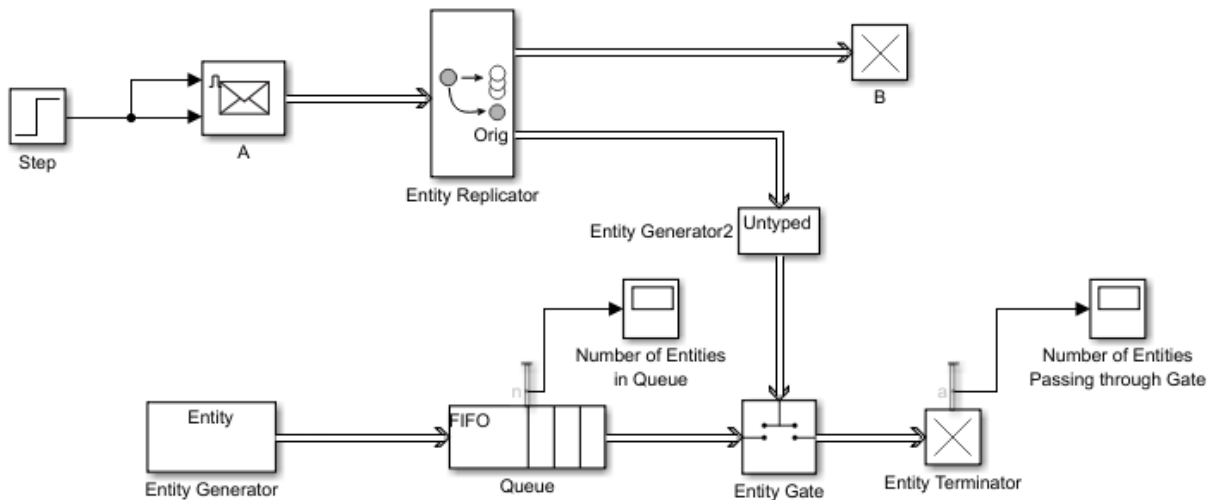 Step
A
Orig
Entity Replicator
B
Entity Generator2
Untyped
Number of Entities
in Queue
Number of Entities
Passing through Gate
n
a
Entity
Entity Generator
FIFO
Queue
Entity Gate
Entity Terminator